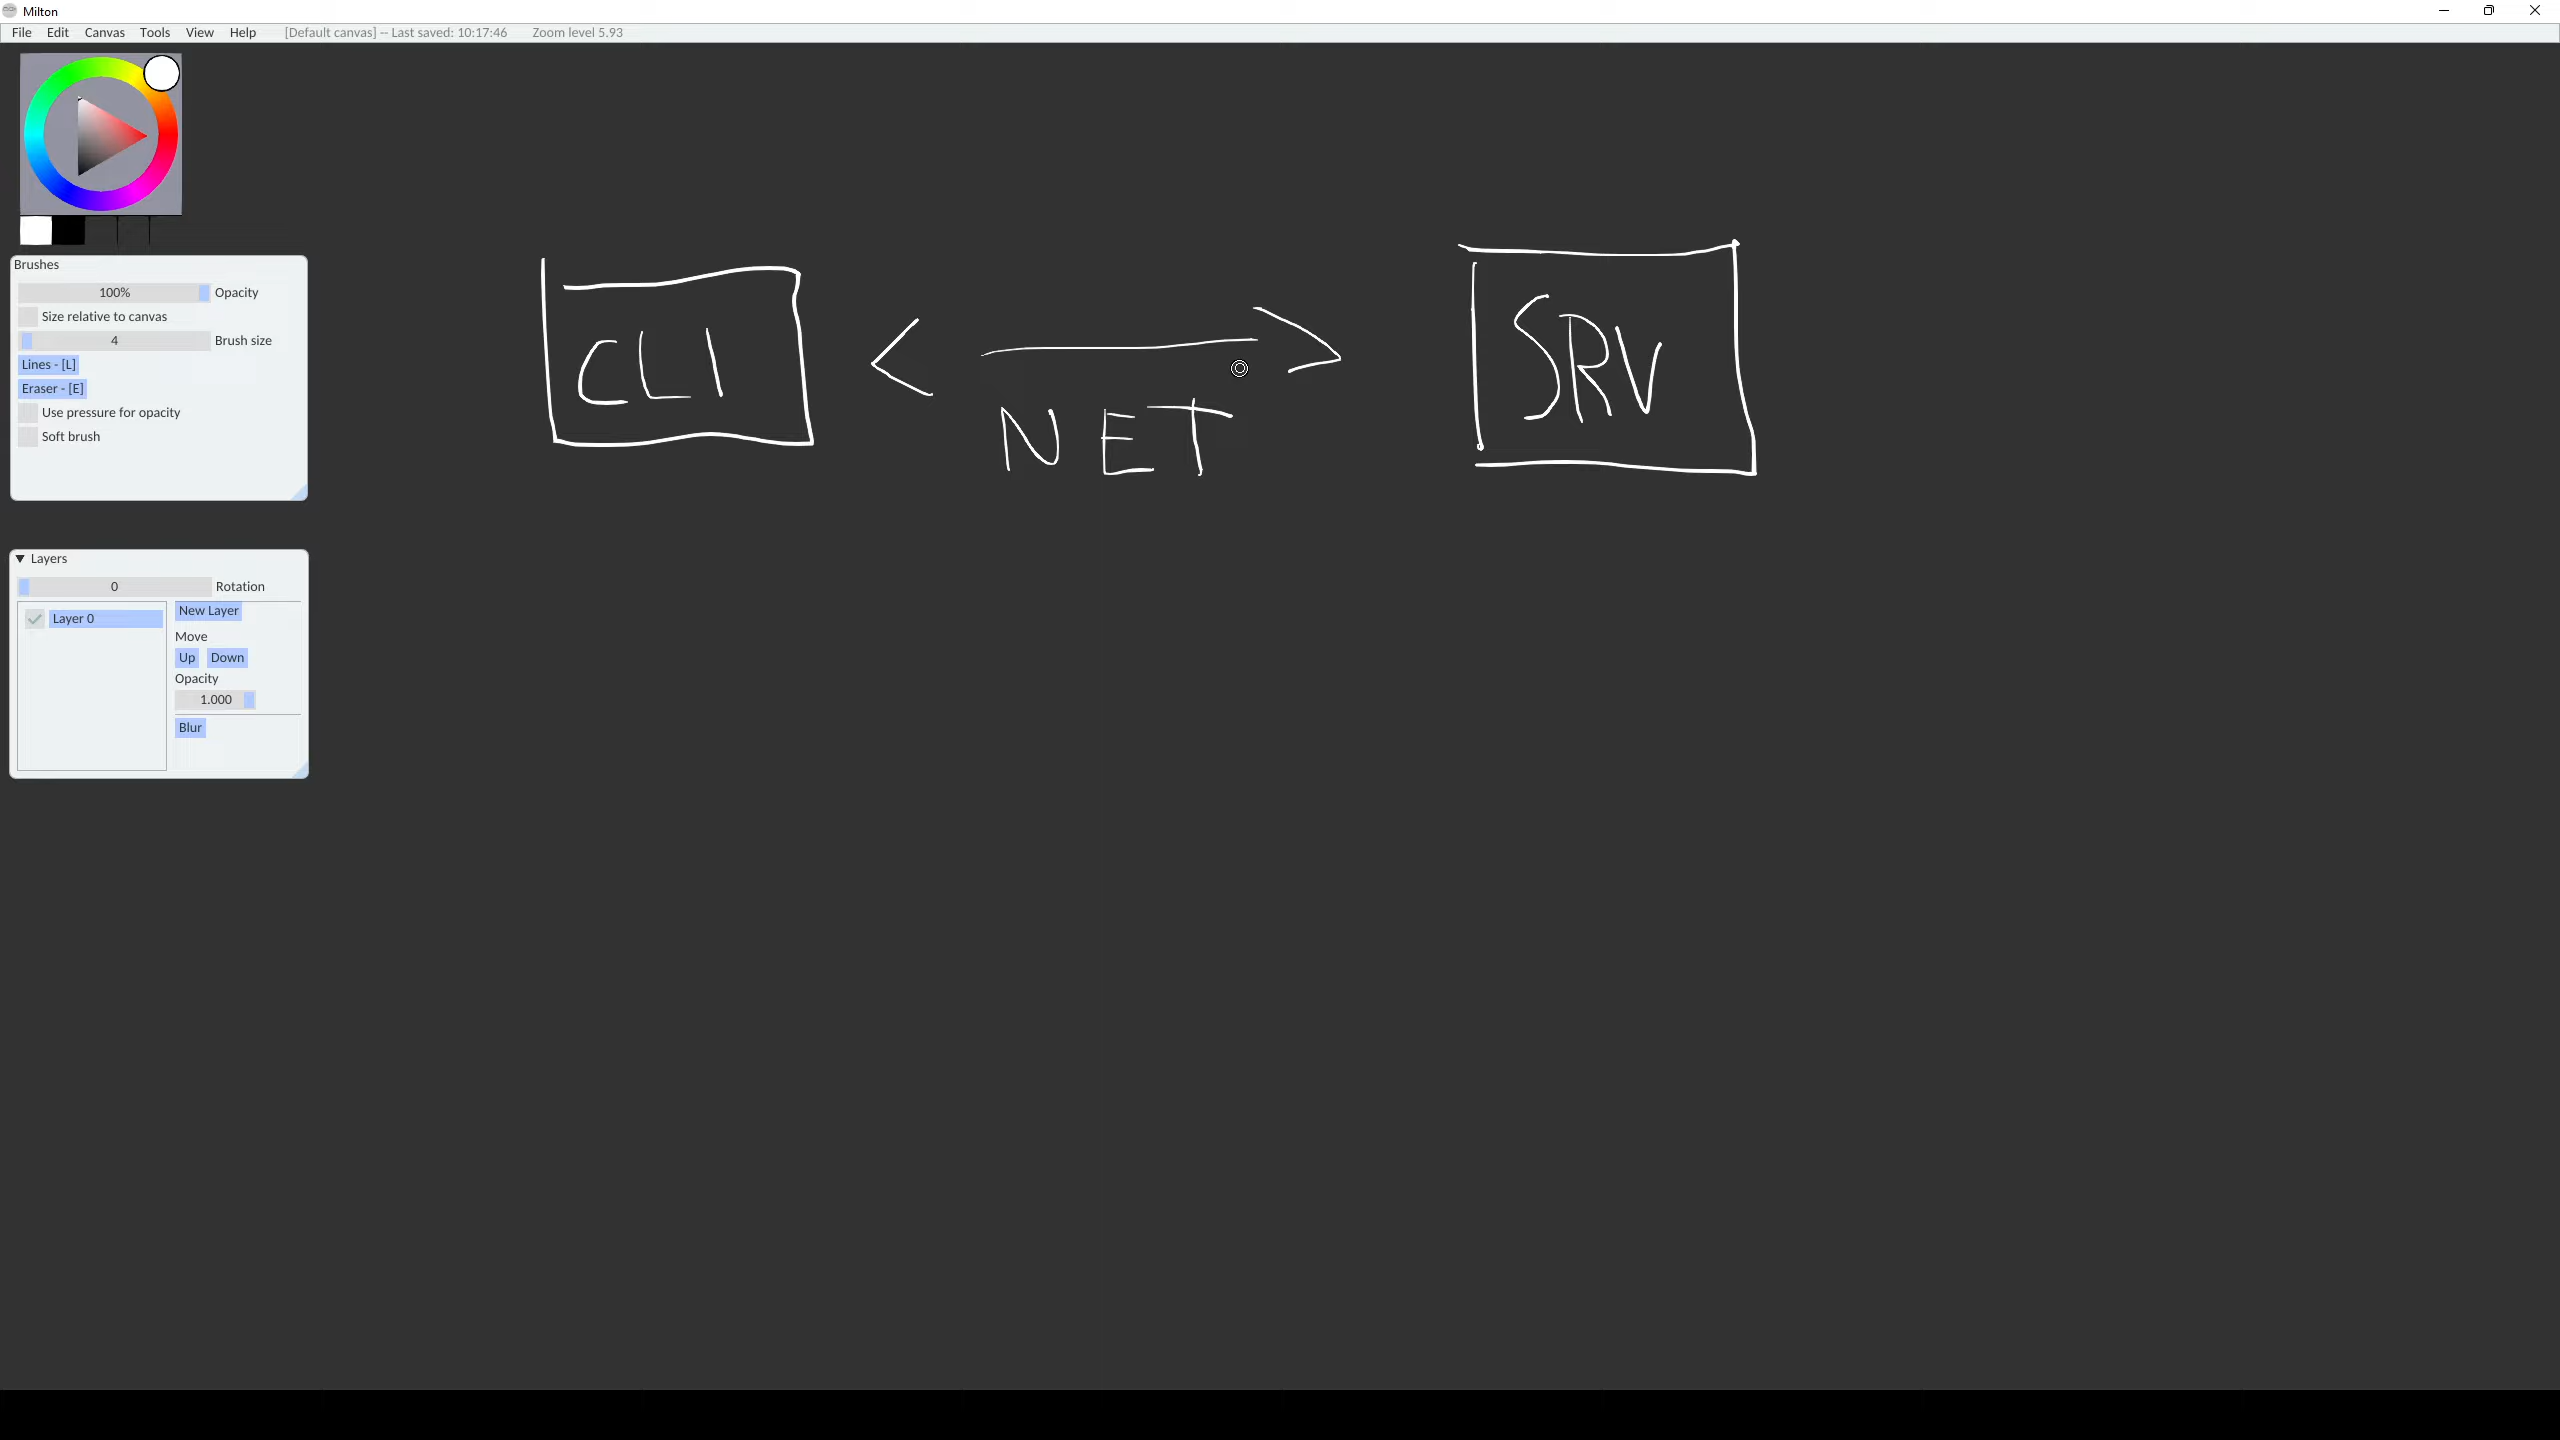 Milton
File Edit Canvas Tools View Help [Default canvas] -- Last saved: 10:17:46 Zoom level 5.93
Brushes
100% Opacity
Size relative to canvas
4 Brush size
Lines - [L]
Eraser - [E]
Use pressure for opacity
Soft brush
Layers
0 Rotation
Layer 0
New Layer
Move
Up Down
Opacity
1.000
Blur
CLI
NET
SRV